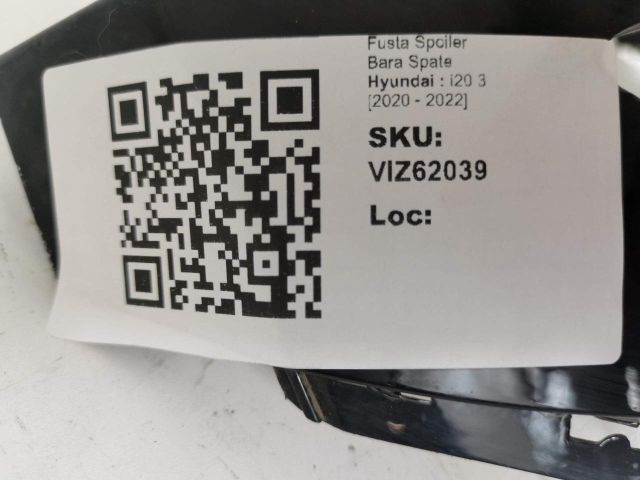 Fusta Spoiler
Bara Spate
Hyundai : i20 3
[2020 - 2022]
SKU:
VIZ62039
Loc: